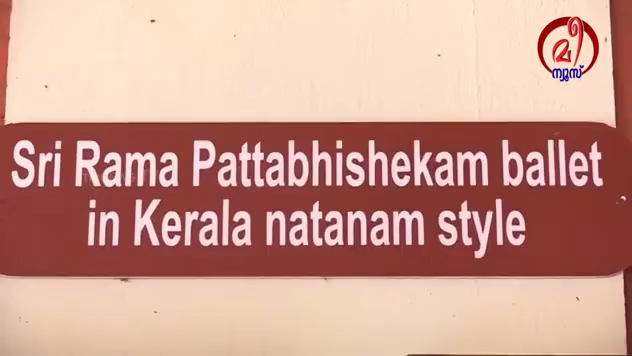 മീ
ന്യൂസ്
Sri Rama Pattabhishekam ballet
in Kerala natanam style